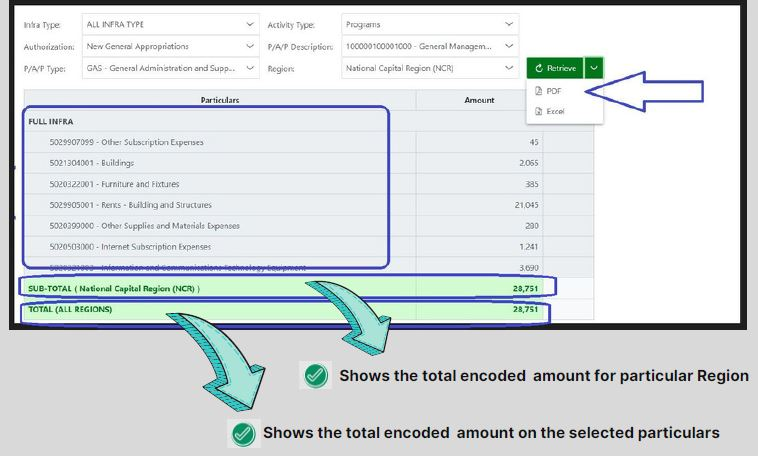 Infra Type: ALL INFRA TYPE Activity Type: Programs
Authorization: New General Appropriations P/A/P Description: 100000100001000 - General Managem...
P/A/P Type: GAS - General Administration and Supp... Region: National Capital Region (NCR) Retrieve
PDF
Excel
Particulars Amount
FULL INFRA
5029907099 - Other Subscription Expenses 45
5021304001 - Buildings 2,065
5020322001 - Furniture and Fixtures 385
5029905001 - Rents - Building and Structures 21,045
5020399000 - Other Supplies and Materials Expenses 280
5020503000 - Internet Subscription Expenses 1,241
- Information and Communications Technology Equipment 3,690
SUB-TOTAL ( National Capital Region (NCR) ) 28,751
TOTAL (ALL REGIONS) 28,751
Shows the total encoded amount for particular Region
Shows the total encoded amount on the selected particulars